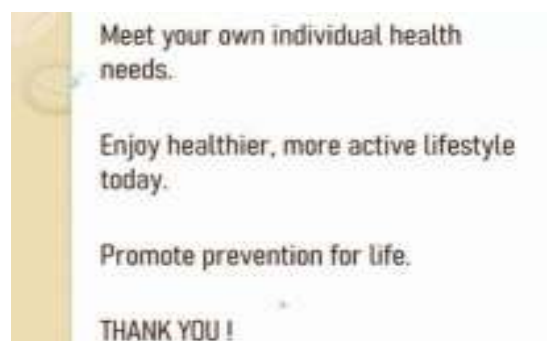 Meet your own individual health
needs.
Enjoy healthier, more active lifestyle
today.
Promote prevention for life.
THANK YOU !